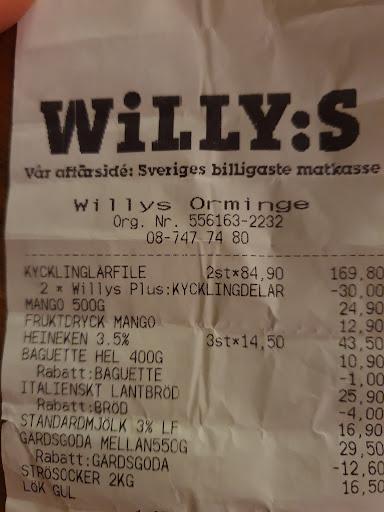 WiLLY:S
Vår affärsidé: Sveriges billigaste matkasse
Willys Orminge
Org. Nr. 556163-2232
08-747 74 80
KYCKLINGLÅRFILE 2st*84,90 169,80
2 * Willys Plus:KYCKLINGDELAR -30,00
MANGO 500G 24,90
FRUKTDRYCK MANGO 12,90
HEINEKEN 3.5% 3st*14,50 43,50
BAGUETTE HEL 400G 10,90
Rabatt:BAGUETTE -1,00
ITALIENSKT LANTBRÖD 25,90
Rabatt:BRÖD -4,00
STANDARDMJÖLK 3% LF 16,90
GARDSGODA MELLAN550G 29,50
Rabatt:GARDSGODA -12,60
STRÖSOCKER 2KG 16,50
LÖK GUL